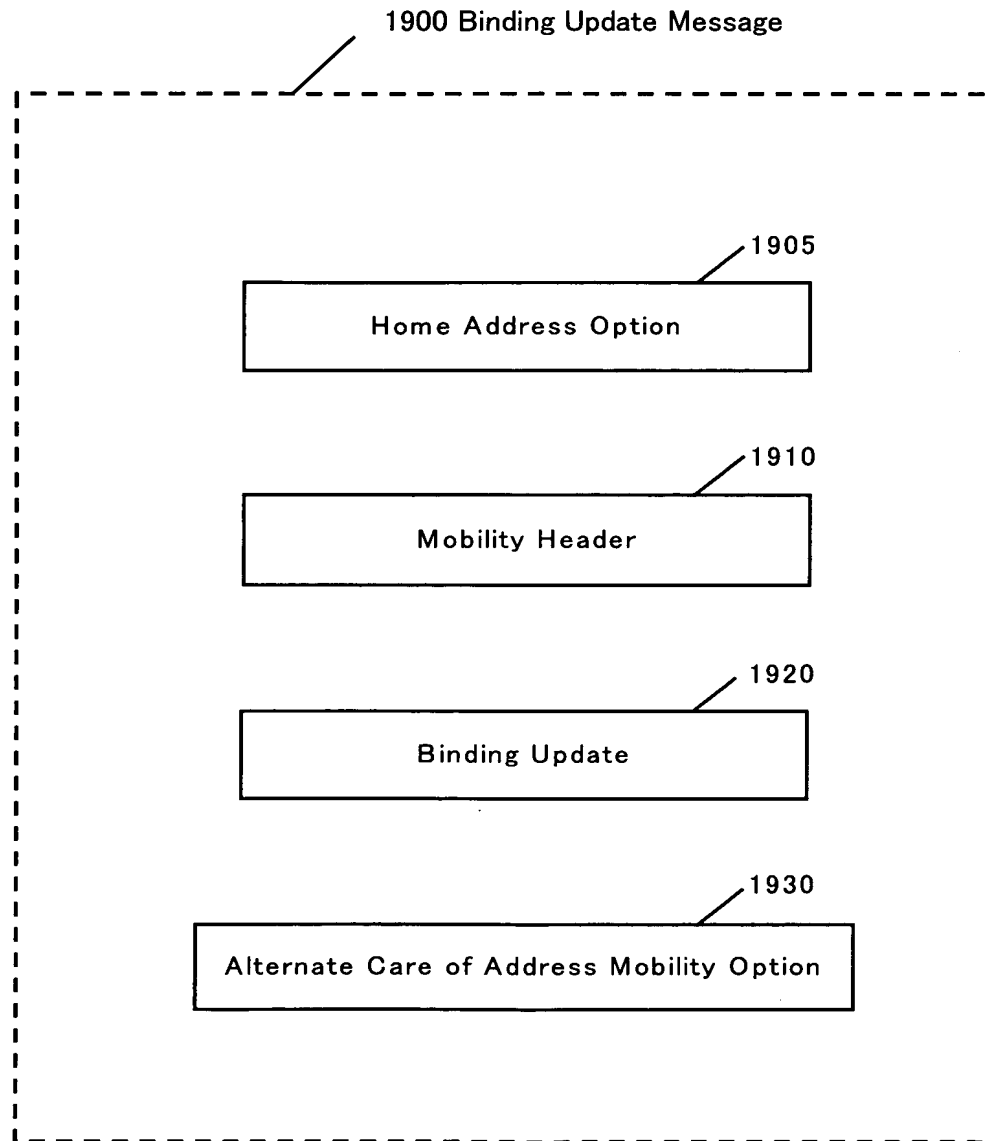 1900 Binding Update Message
1905
Home Address Option
1910
Mobility Header
1920
Binding Update
1930
Alternate Care of Address Mobility Option